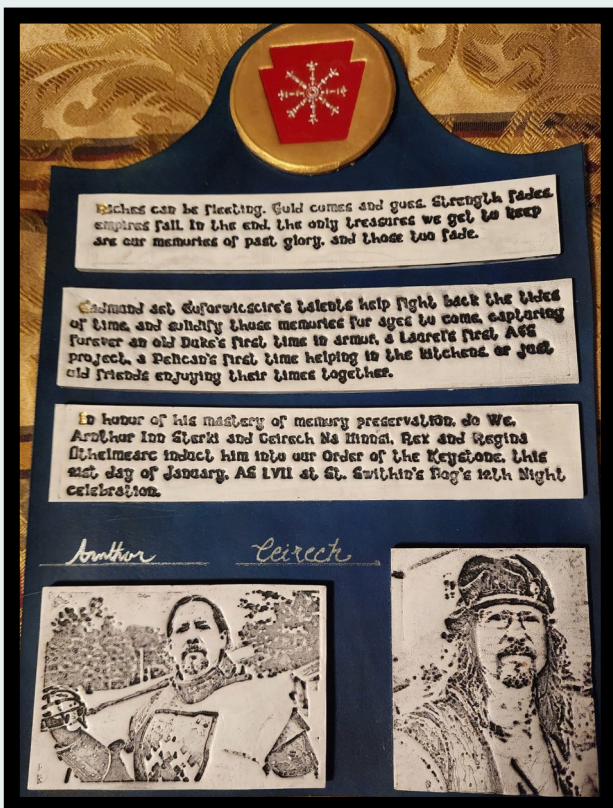 Riches can be fleeting. Gold comes and goes. Strength fades
empires fall. In the end, the only treasures we get to keep
are our memories of past glory, and those too fade.
Eadmund æt Euforwicscire's talents help fight back the tides
of time, and solidify those memories for ages to come, capturing
forever an old Duke's first time in armor, a Laurel's first A&S
project, a Pelican's first time helping in the kitchens, or just
old friends enjoying their times together.
In honor of his mastery of memory preservation, do We,
Arnthor Inn Sterki and Ceirech Na Hinnsi, Rex and Regina
Æthelmearc induct him into our Order of the Keystone, this
21st day of January, AS LVII at St. Swithin's Bog's 12th Night
celebration.
Arnthor Ceirech